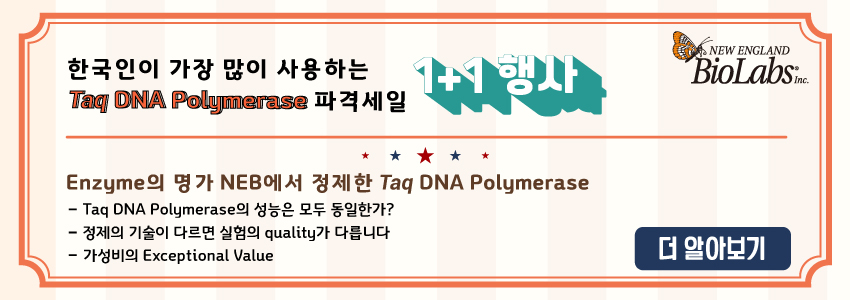 한국인이 가장 많이 사용하는
Taq DNA Polymerase 파격세일
1+1 행사
NEW ENGLAND
BioLabs® Inc.
Enzyme의 명가 NEB에서 정제한 Taq DNA Polymerase
– Taq DNA Polymerase의 성능은 모두 동일한가?
– 정제의 기술이 다르면 실험의 quality가 다릅니다
– 가성비의 Exceptional Value
더 알아보기